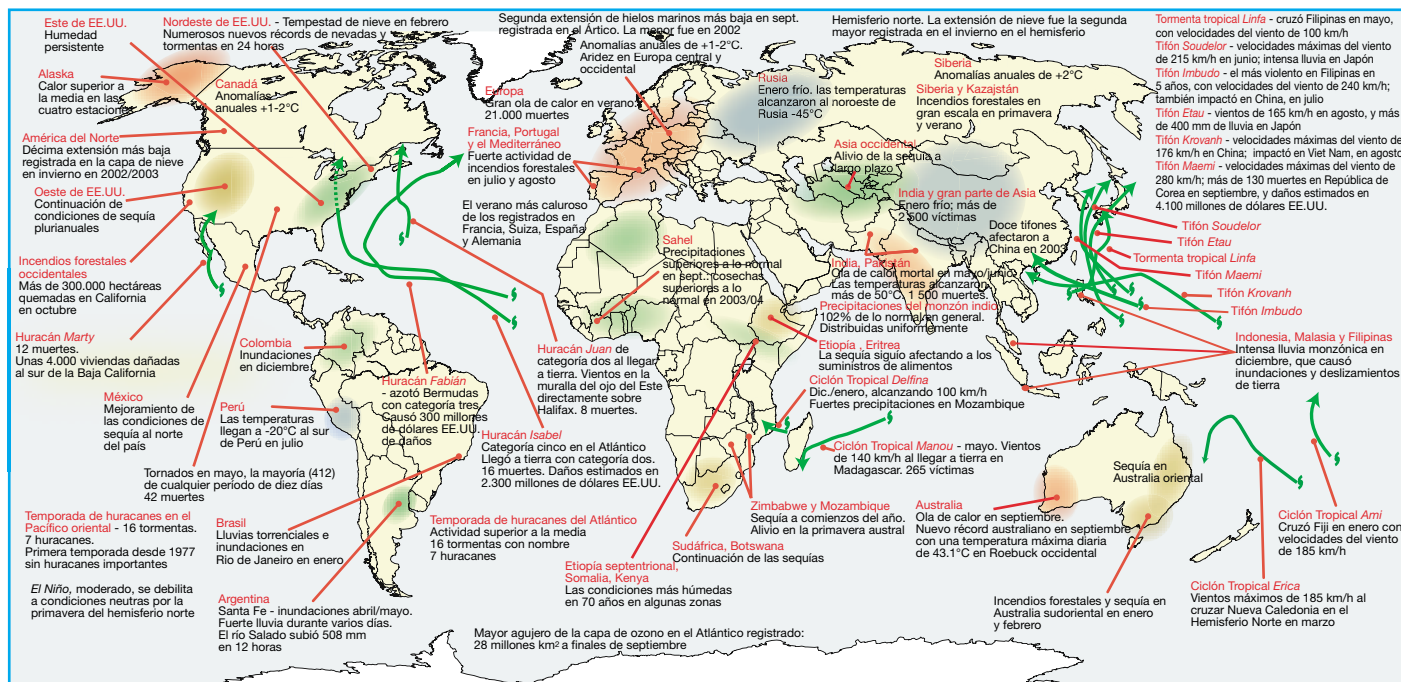 Este de EE.UU.
Humedad
persistente
Nordeste de EE.UU. - Tempestad de nieve en febrero
Numerosos nuevos récords de nevadas y
tormentas en 24 horas
Segunda extensión de hielos marinos más baja en sept.
registrada en el Ártico. La menor fue en 2002
Anomalías anuales de +1-2°C.
Aridez en Europa central y
occidental
Hemisferio norte. La extensión de nieve fue la segunda
mayor registrada en el invierno en el hemisferio
Tormenta tropical Linfa - cruzó Filipinas en mayo,
con velocidades del viento de 100 km/h
Tifón Soudelor - velocidades máximas del viento
de 215 km/h en junio; intensa lluvia en Japón
Tifón Imbudo - el más violento en Filipinas en
5 años, con velocidades del viento de 240 km/h;
también impactó en China, en julio
Tifón Etau - vientos de 165 km/h en agosto, y más
de 400 mm de lluvia en Japón
Tifón Krovanh - velocidades máximas del viento de
176 km/h en China; impactó en Viet Nam, en agosto
Tifón Maemi - velocidades máximas del viento de
280 km/h; más de 130 muertes en República de
Corea en septiembre, y daños estimados en
4.100 millones de dólares EE.UU.
Alaska
Calor superior a
la media en las
cuatro estaciones
Canadá
Anomalías
anuales +1-2°C
Europa
Gran ola de calor en verano
21.000 muertes
Rusia
Enero frío. las temperaturas
alcanzaron al noroeste de
Rusia -45°C
Siberia
Anomalías anuales de +2°C
Siberia y Kazajstán
Incendios forestales en
gran escala en primavera
y verano
América del Norte
Décima extensión más baja
registrada en la capa de nieve
en invierno en 2002/2003
Francia, Portugal
y el Mediterráneo
Fuerte actividad de
incendios forestales
en julio y agosto
Asia occidental
Alivio de la sequía a
largo plazo
Oeste de EE.UU.
Continuación de
condiciones de sequía
plurianuales
El verano más caluroso
de los registrados en
Francia, Suiza, España
y Alemania
India y gran parte de Asia
Enero frío; más de
2 500 víctimas
Doce tifones
afectaron a
China en 2003
Tifón Soudelor
Tifón Etau
Tormenta tropical Linfa
Tifón Maemi
Tifón Krovanh
Tifón Imbudo
Incendios forestales
occidentales
Más de 300.000 hectáreas
quemadas en California
en octubre
Sahel
Precipitaciones
superiores a lo normal
en sept.: cosechas
superiores a lo
normal en 2003/04
India, Pakistán
Ola de calor mortal en mayo/junio.
Las temperaturas alcanzaron
más de 50°C. 1 500 muertes.
Precipitaciones del monzón indio
102% de lo normal en general.
Distribuidas uniformemente
Huracán Marty
12 muertes.
Unas 4.000 viviendas dañadas
al sur de la Baja California
Colombia
Inundaciones
en diciembre
Huracán Juan de
categoría dos al llegar
a tierra. Vientos en la
muralla del ojo del Este
directamente sobre
Halifax. 8 muertes.
Etiopía , Eritrea
La sequía siguió afectando a los
suministros de alimentos
Indonesia, Malasia y Filipinas
Intensa lluvia monzónica en
diciembre, que causó
inundaciones y deslizamientos
de tierra
México
Mejoramiento de
las condiciones de
sequía al norte
del país
Perú
Las temperaturas
llegan a -20°C al sur
de Perú en julio
Huracán Fabián
- azotó Bermudas
con categoría tres.
Causó 300 millones
de dólares EE.UU.
de daños
Ciclón Tropical Delfina
Dic./enero, alcanzando 100 km/h
Fuertes precipitaciones en Mozambique
Huracán Isabel
Categoría cinco en el Atlántico
Llegó a tierra con categoría dos.
16 muertes. Daños estimados en
2.300 millones de dólares EE.UU.
Ciclón Tropical Manou - mayo. Vientos
de 140 km/h al llegar a tierra en
Madagascar. 265 víctimas
Sequía en
Australia oriental
Tornados en mayo, la mayoría (412)
de cualquier período de diez días
42 muertes
Temporada de huracanes en el
Pacífico oriental - 16 tormentas.
7 huracanes.
Primera temporada desde 1977
sin huracanes importantes
Brasil
Lluvias torrenciales e
inundaciones en
Rio de Janeiro en enero
Temporada de huracanes del Atlántico
Actividad superior a la media
16 tormentas con nombre
7 huracanes
Zimbabwe y Mozambique
Sequía a comienzos del año.
Alivio en la primavera austral
Australia
Ola de calor en septiembre.
Nuevo récord australiano en septiembre
con una temperatura máxima diaria
de 43.1°C en Roebuck occidental
Ciclón Tropical Ami
Cruzó Fiji en enero con
velocidades del viento
de 185 km/h
Sudáfrica, Botswana
Continuación de las sequías
Etiopía septentrional,
Somalia, Kenya
Las condiciones más húmedas
en 70 años en algunas zonas
El Niño, moderado, se debilita
a condiciones neutras por la
primavera del hemisferio norte
Argentina
Santa Fe - inundaciones abril/mayo.
Fuerte lluvia durante varios días.
El río Salado subió 508 mm
en 12 horas
Incendios forestales y sequía en
Australia sudoriental en enero
y febrero
Ciclón Tropical Erica
Vientos máximos de 185 km/h al
cruzar Nueva Caledonia en el
Hemisferio Norte en marzo
Mayor agujero de la capa de ozono en el Atlántico registrado:
28 millones km² a finales de septiembre